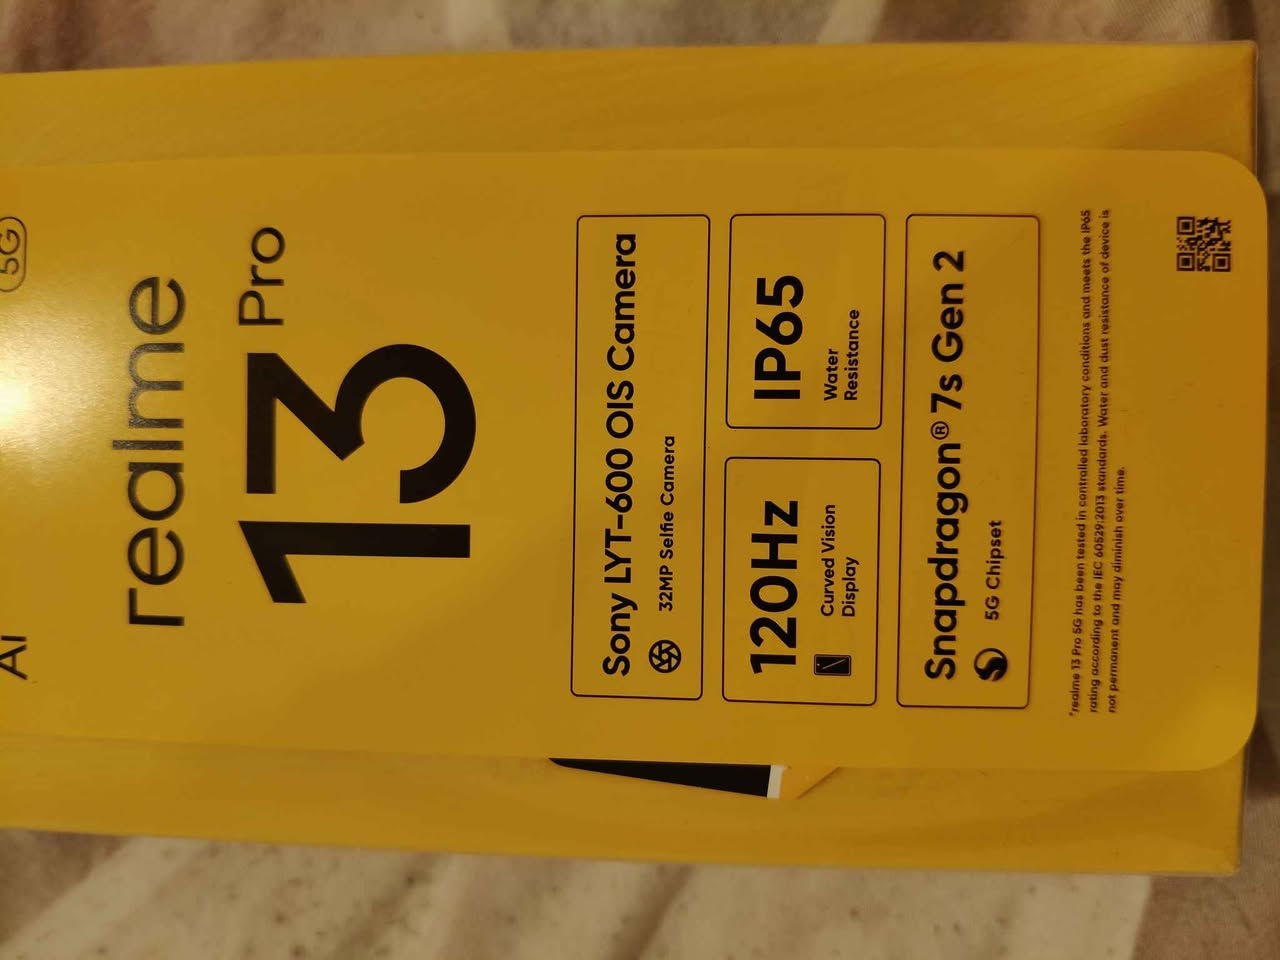 Ai
5G
realme
13 Pro
Sony LYT-600 OIS Camera
32MP Selfie Camera
120Hz
Curved Vision
Display
IP65
Water
Resistance
Snapdragon® 7s Gen 2
5G Chipset
*realme 13 Pro 5G has been tested in controlled laboratory conditions and meets the IP65
rating according to the IEC 60529:2013 standards. Water and dust resistance of device is
not permanent and may diminish over time.